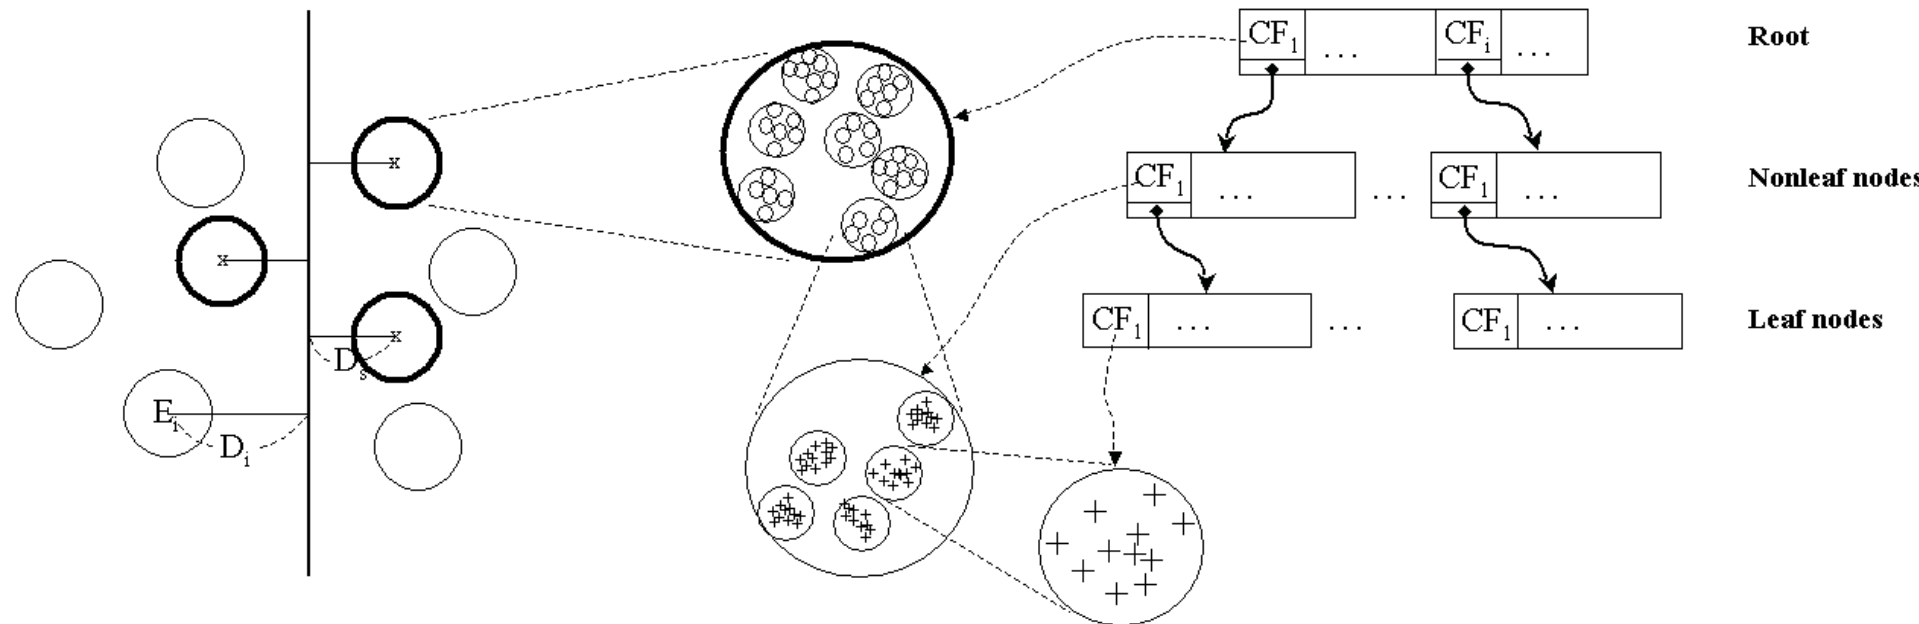 CF1 ... CFi ... Root
CF1 ... ... CF1 ... Nonleaf nodes
CF1 ... ... CF1 ... Leaf nodes
x
x
x
Ds
Ei
Di